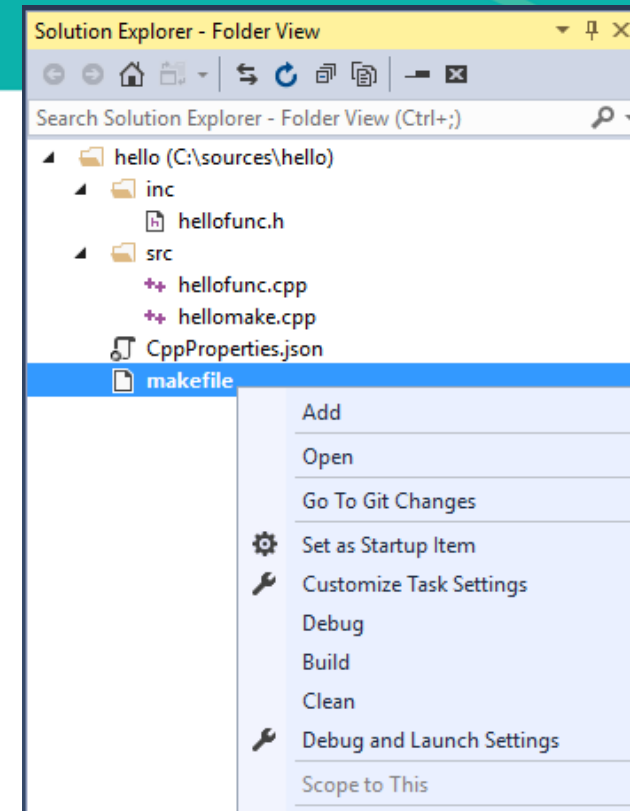 Solution Explorer - Folder View
Search Solution Explorer - Folder View (Ctrl+;)
hello (C:\sources\hello)
inc
hellofunc.h
src
hellofunc.cpp
hellomake.cpp
CppProperties.json
makefile
Add
Open
Go To Git Changes
Set as Startup Item
Customize Task Settings
Debug
Build
Clean
Debug and Launch Settings
Scope to This